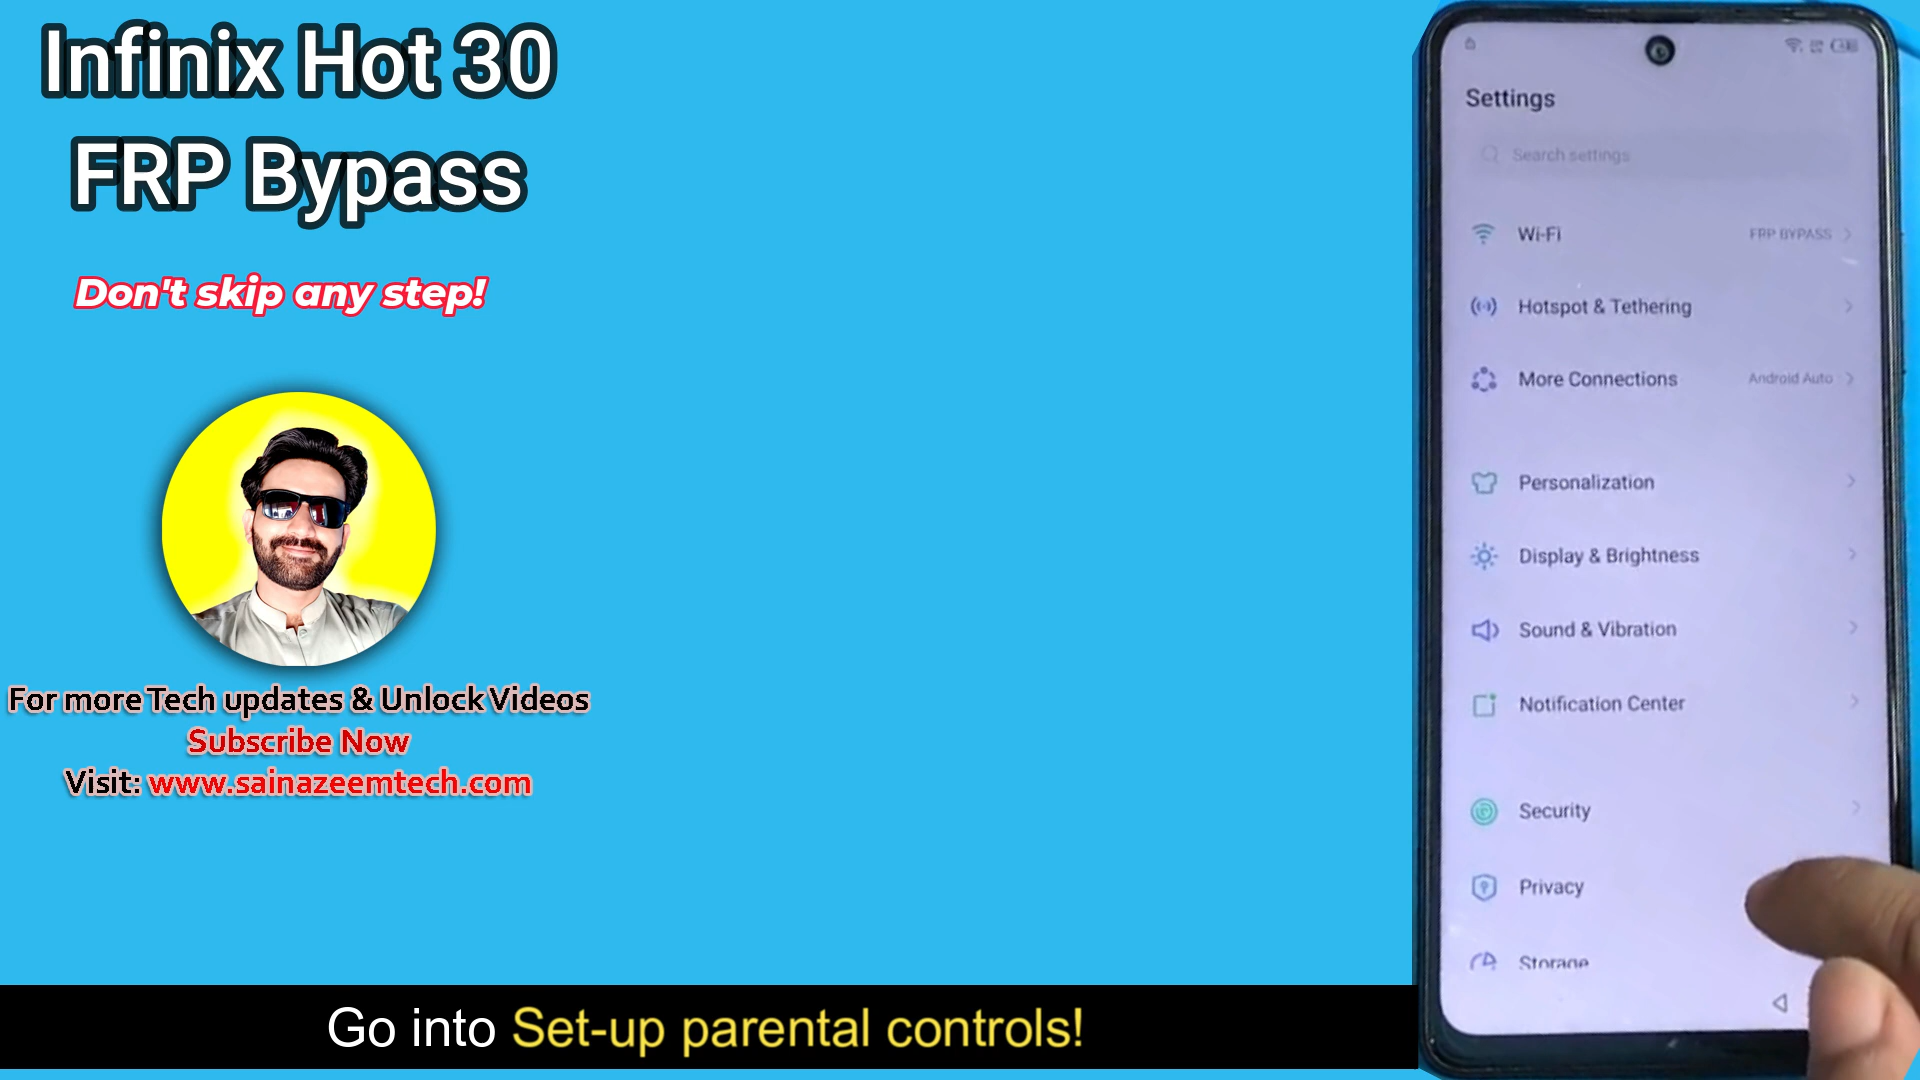 Infinix Hot 30
FRP Bypass
Don't skip any step!
For more Tech updates & Unlock Videos
Subscribe Now
Visit: www.sainazeemtech.com
Go into Set-up parental controls!
Settings
Search settings
Wi-Fi FRP BYPASS
Hotspot & Tethering
More Connections Android Auto
Personalization
Display & Brightness
Sound & Vibration
Notification Center
Security
Privacy
Storage